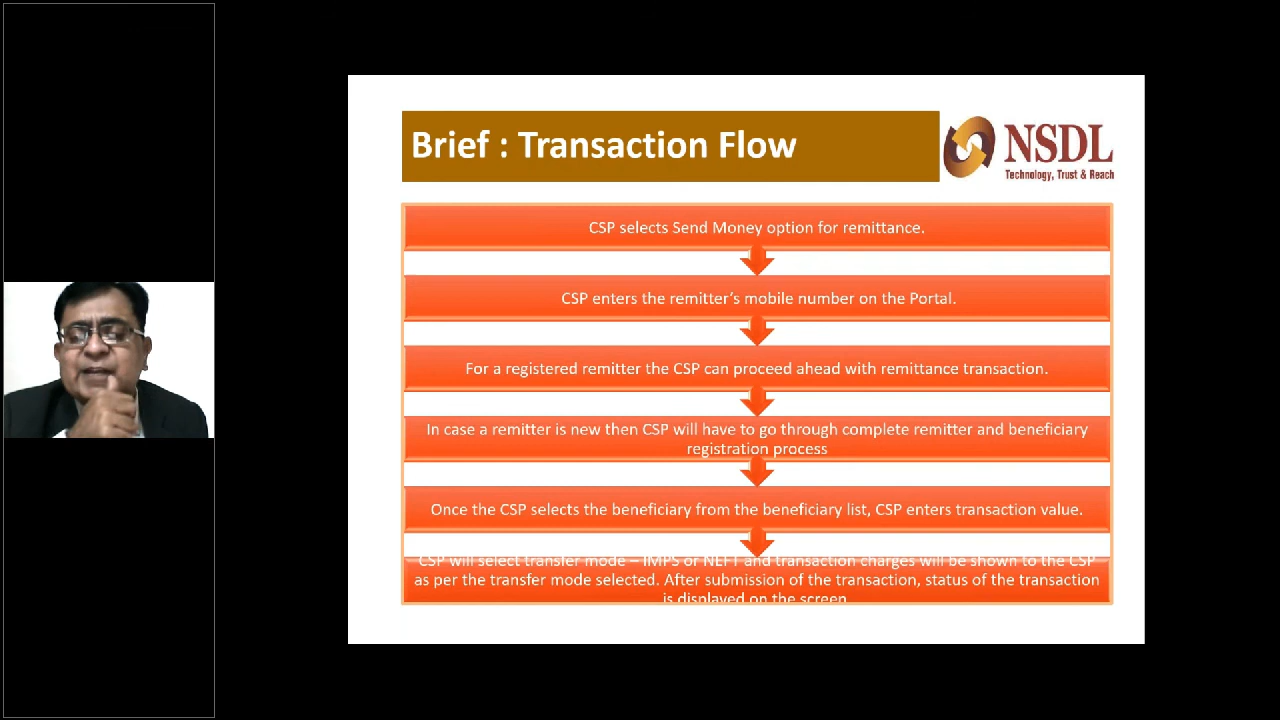 Brief : Transaction Flow
NSDL
Technology, Trust & Reach
CSP selects Send Money option for remittance.
CSP enters the remitter’s mobile number on the Portal.
For a registered remitter the CSP can proceed ahead with remittance transaction.
In case a remitter is new then CSP will have to go through complete remitter and beneficiary
registration process
Once the CSP selects the beneficiary from the beneficiary list, CSP enters transaction value.
CSP will select transfer mode – IMPS or NEFT and transaction charges will be shown to the CSP
as per the transfer mode selected. After submission of the transaction, status of the transaction
is displayed on the screen